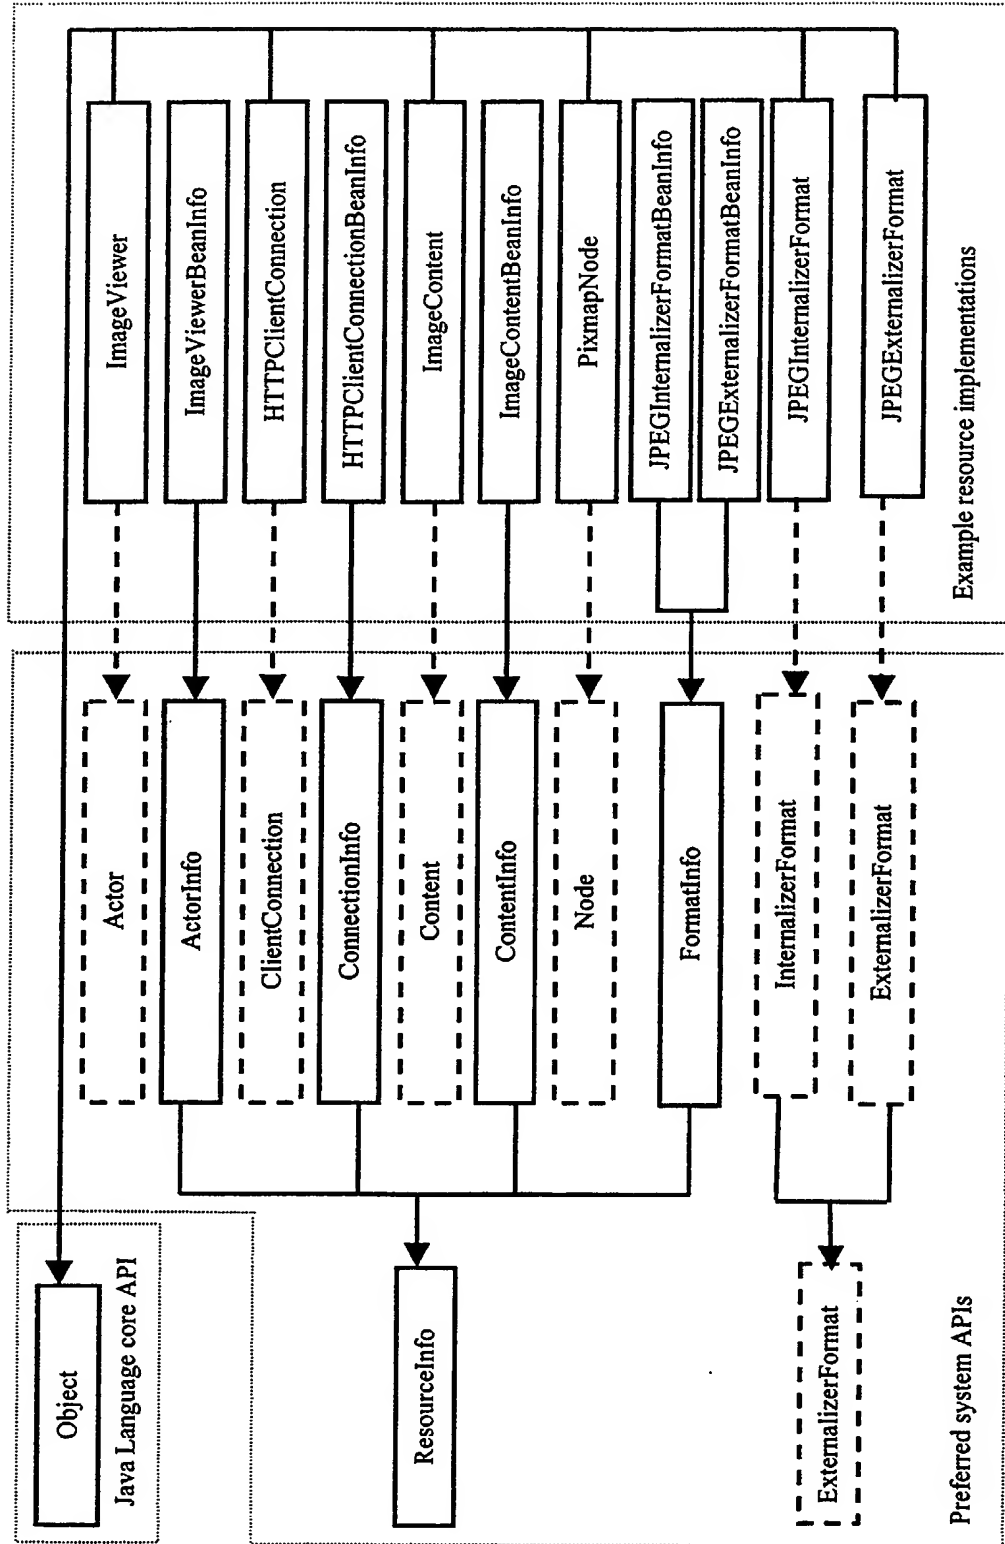 Object
Java Language core API
ResourceInfo
ExternalizerFormat
Preferred system APIs
Actor
ActorInfo
ClientConnection
ConnectionInfo
Content
ContentInfo
Node
FormatInfo
InternalizerFormat
ExternalizerFormat
ImageViewer
ImageViewerBeanInfo
HTTPClientConnection
HTTPClientConnectionBeanInfo
ImageContent
ImageContentBeanInfo
PixmapNode
JPEGInternalizerFormatBeanInfo
JPEGExternalizerFormatBeanInfo
JPEGInternalizerFormat
JPEGExternalizerFormat
Example resource implementations